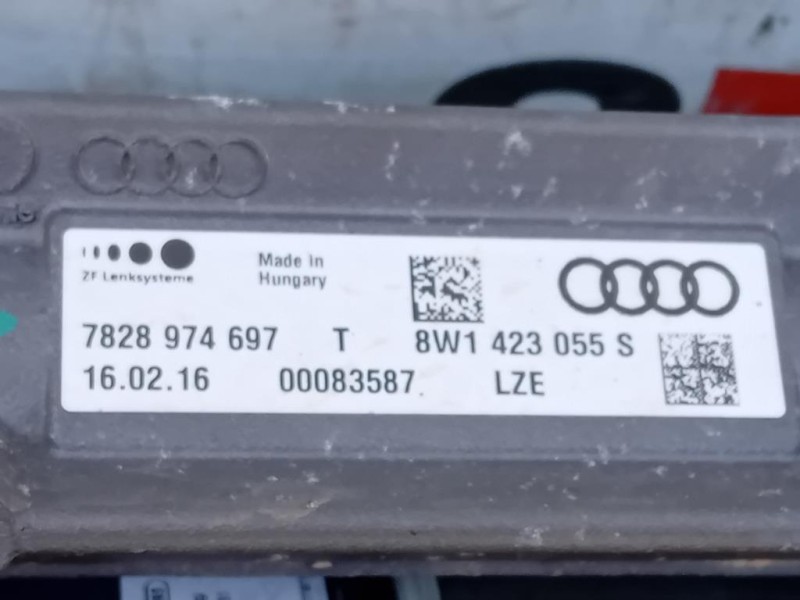 ZF Lenksysteme
Made in
Hungary
7828 974 697 T 8W1 423 055 S
16.02.16 00083587 LZE